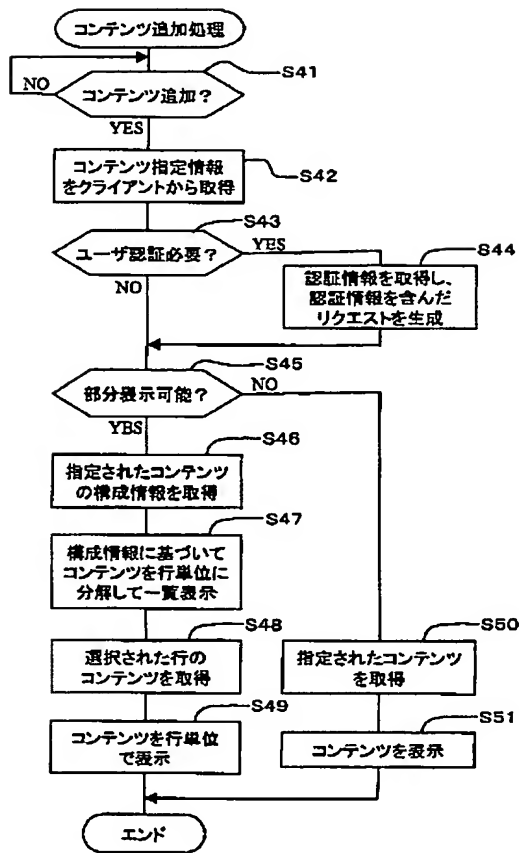 コンテンツ追加処理
S41
NO
コンテンツ追加？
YES
コンテンツ指定情報
をクライアントから取得
S42
S43
ユーザ認証必要？
YES
S44
NO
認証情報を取得し、
認証情報を含んだ
リクエストを生成
S45
部分表示可能？
NO
YES
S46
指定されたコンテンツ
の構成情報を取得
S47
構成情報に基づいて
コンテンツを行単位に
分解して一覧表示
S48
選択された行の
コンテンツを取得
S50
指定されたコンテンツ
を取得
S49
コンテンツを行単位
で表示
S51
コンテンツを表示
エンド